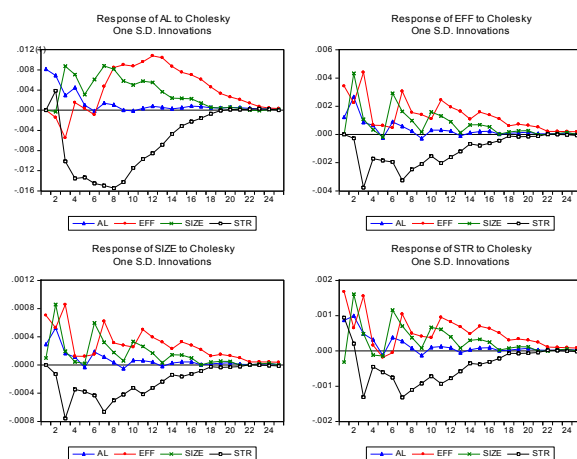 Response of AL to Cholesky
One S.D. Innovations
.012(1)
.008
.004
.000
-.004
-.008
-.012
-.016
2 4 6 8 10 12 14 16 18 20 22 24
AL EFF SIZE STR
Response of EFF to Cholesky
One S.D. Innovations
.006
.004
.002
.000
-.002
-.004
2 4 6 8 10 12 14 16 18 20 22 24
AL EFF SIZE STR
Response of SIZE to Cholesky
One S.D. Innovations
.0012
.0008
.0004
.0000
-.0004
-.0008
2 4 6 8 10 12 14 16 18 20 22 24
AL EFF SIZE STR
Response of STR to Cholesky
One S.D. Innovations
.002
.001
.000
-.001
-.002
2 4 6 8 10 12 14 16 18 20 22 24
AL EFF SIZE STR